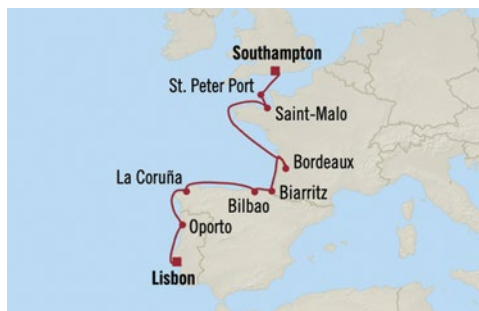 Southampton
St. Peter Port
Saint-Malo
Bordeaux
La Coruña
Bilbao
Biarritz
Oporto
Lisbon